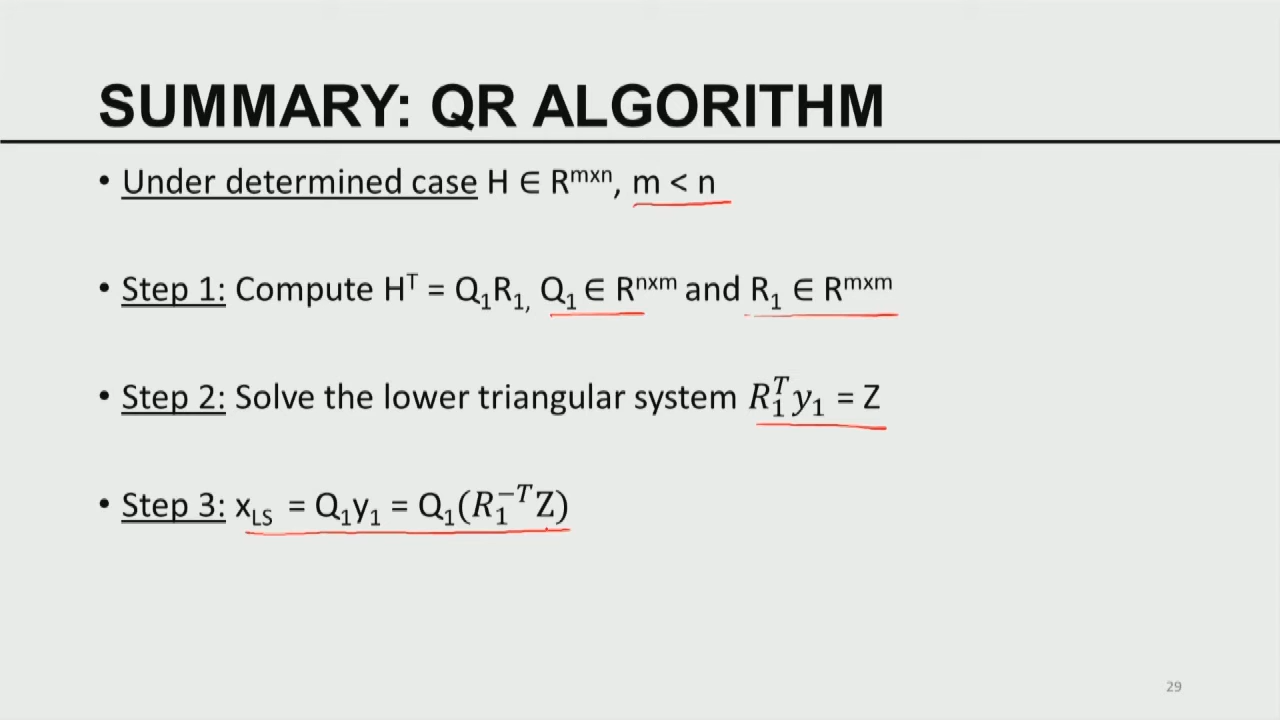 SUMMARY: QR ALGORITHM
• Under determined case H ∈ Rᵐˣⁿ, m < n
• Step 1: Compute Hᵀ = Q₁R₁, Q₁ ∈ Rⁿˣᵐ and R₁ ∈ Rᵐˣᵐ
• Step 2: Solve the lower triangular system R₁ᵀy₁ = Z
• Step 3: x_LS = Q₁y₁ = Q₁(R₁⁻ᵀZ)
29